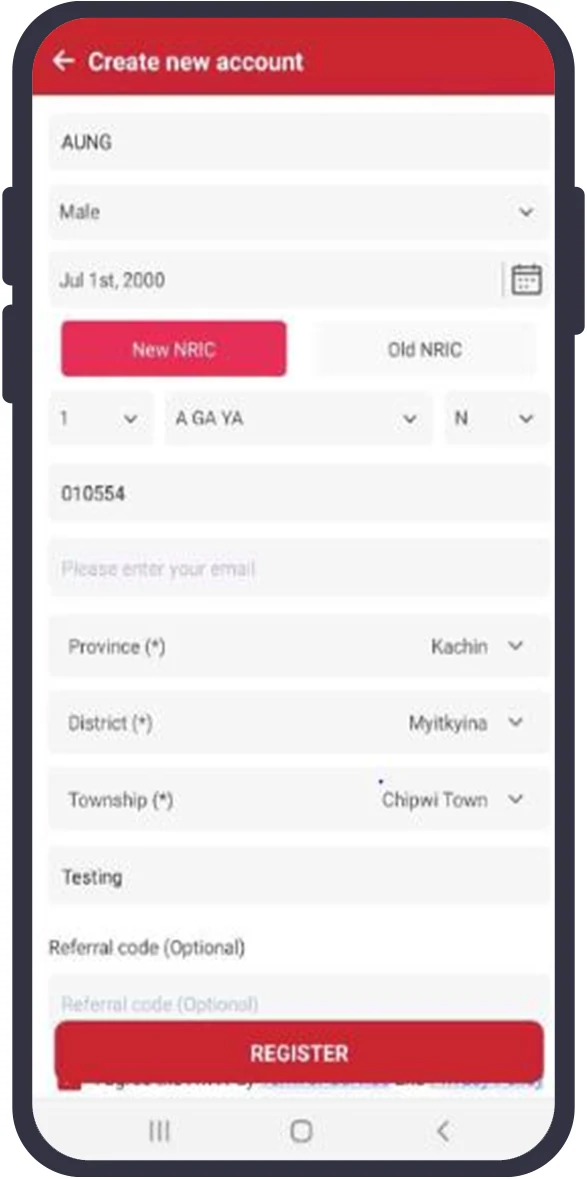 Create new account
AUNG
Male
Jul 1st, 2000
New NRIC Old NRIC
1 A GA YA N
010554
Please enter your email
Province (*) Kachin
District (*) Myitkyina
Township (*) Chipwi Town
Testing
Referral code (Optional)
Referral code (Optional)
REGISTER